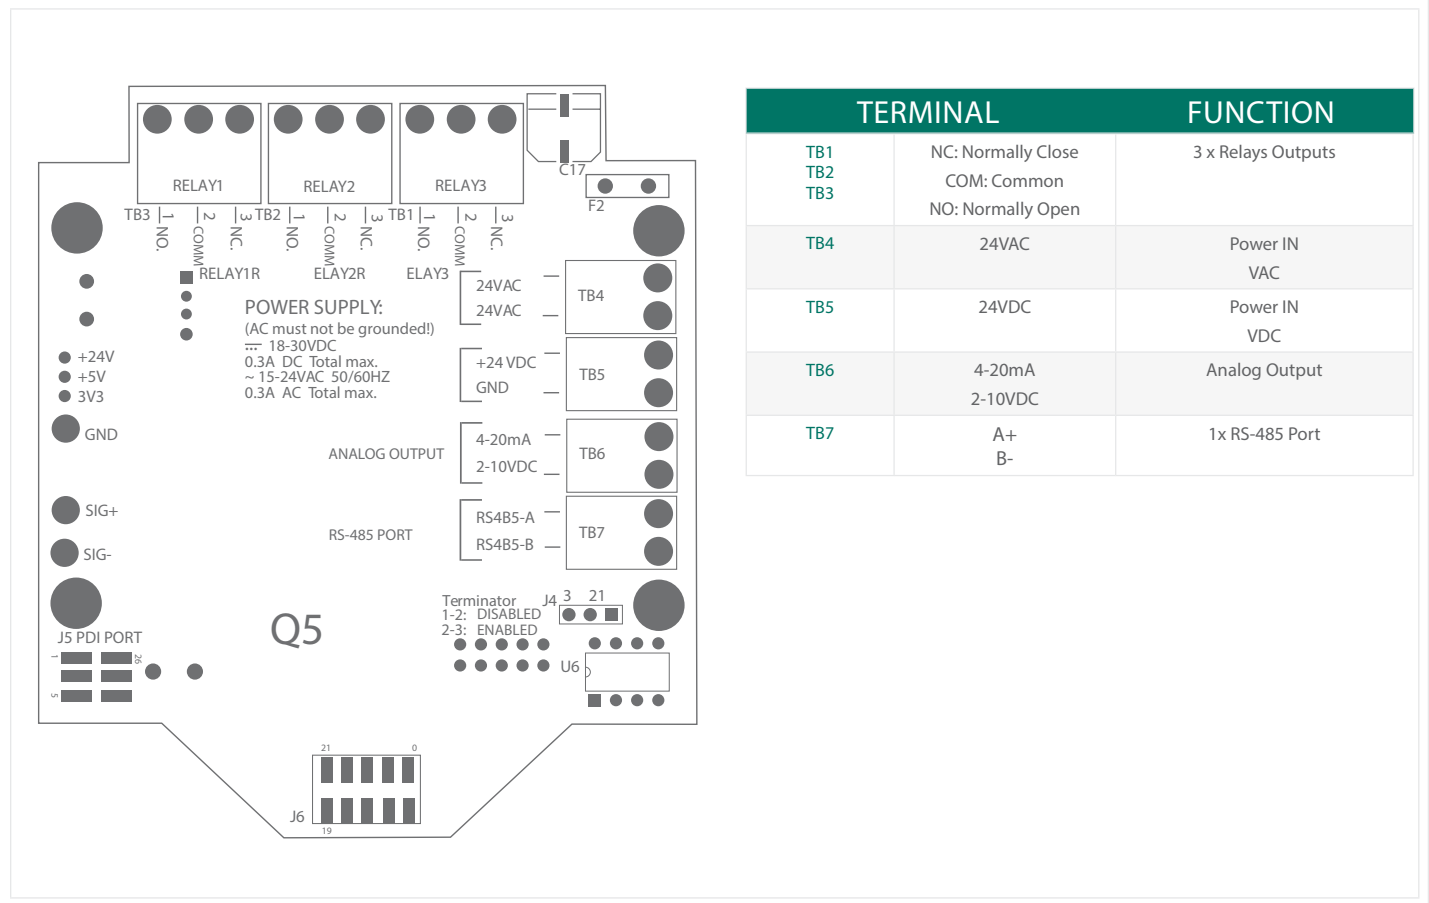 RELAY1 RELAY2 RELAY3
C17
F2
TB3 1 2 3 TB2 1 2 3 TB1 1 2 3
NO. COMM NC. NO. COMM NC. NO. COMM NC.
RELAY1R ELAY2R ELAY3
POWER SUPPLY:
(AC must not be grounded!)
18-30VDC
0.3A DC Total max.
~ 15-24VAC 50/60HZ
0.3A AC Total max.
24VAC
24VAC
TB4
+24 VDC
GND
TB5
+24V
+5V
3V3
GND
ANALOG OUTPUT
4-20mA
2-10VDC
TB6
SIG+
SIG-
RS-485 PORT
RS4B5-A
RS4B5-B
TB7
Terminator
1-2: DISABLED
2-3: ENABLED
J4 3 21
Q5
J5 PDI PORT
1 26
5
U6
21 0
J6
19
TERMINAL FUNCTION
TB1 NC: Normally Close 3 x Relays Outputs
TB2 COM: Common
TB3 NO: Normally Open
TB4 24VAC Power IN
VAC
TB5 24VDC Power IN
VDC
TB6 4-20mA Analog Output
2-10VDC
TB7 A+ 1x RS-485 Port
B-